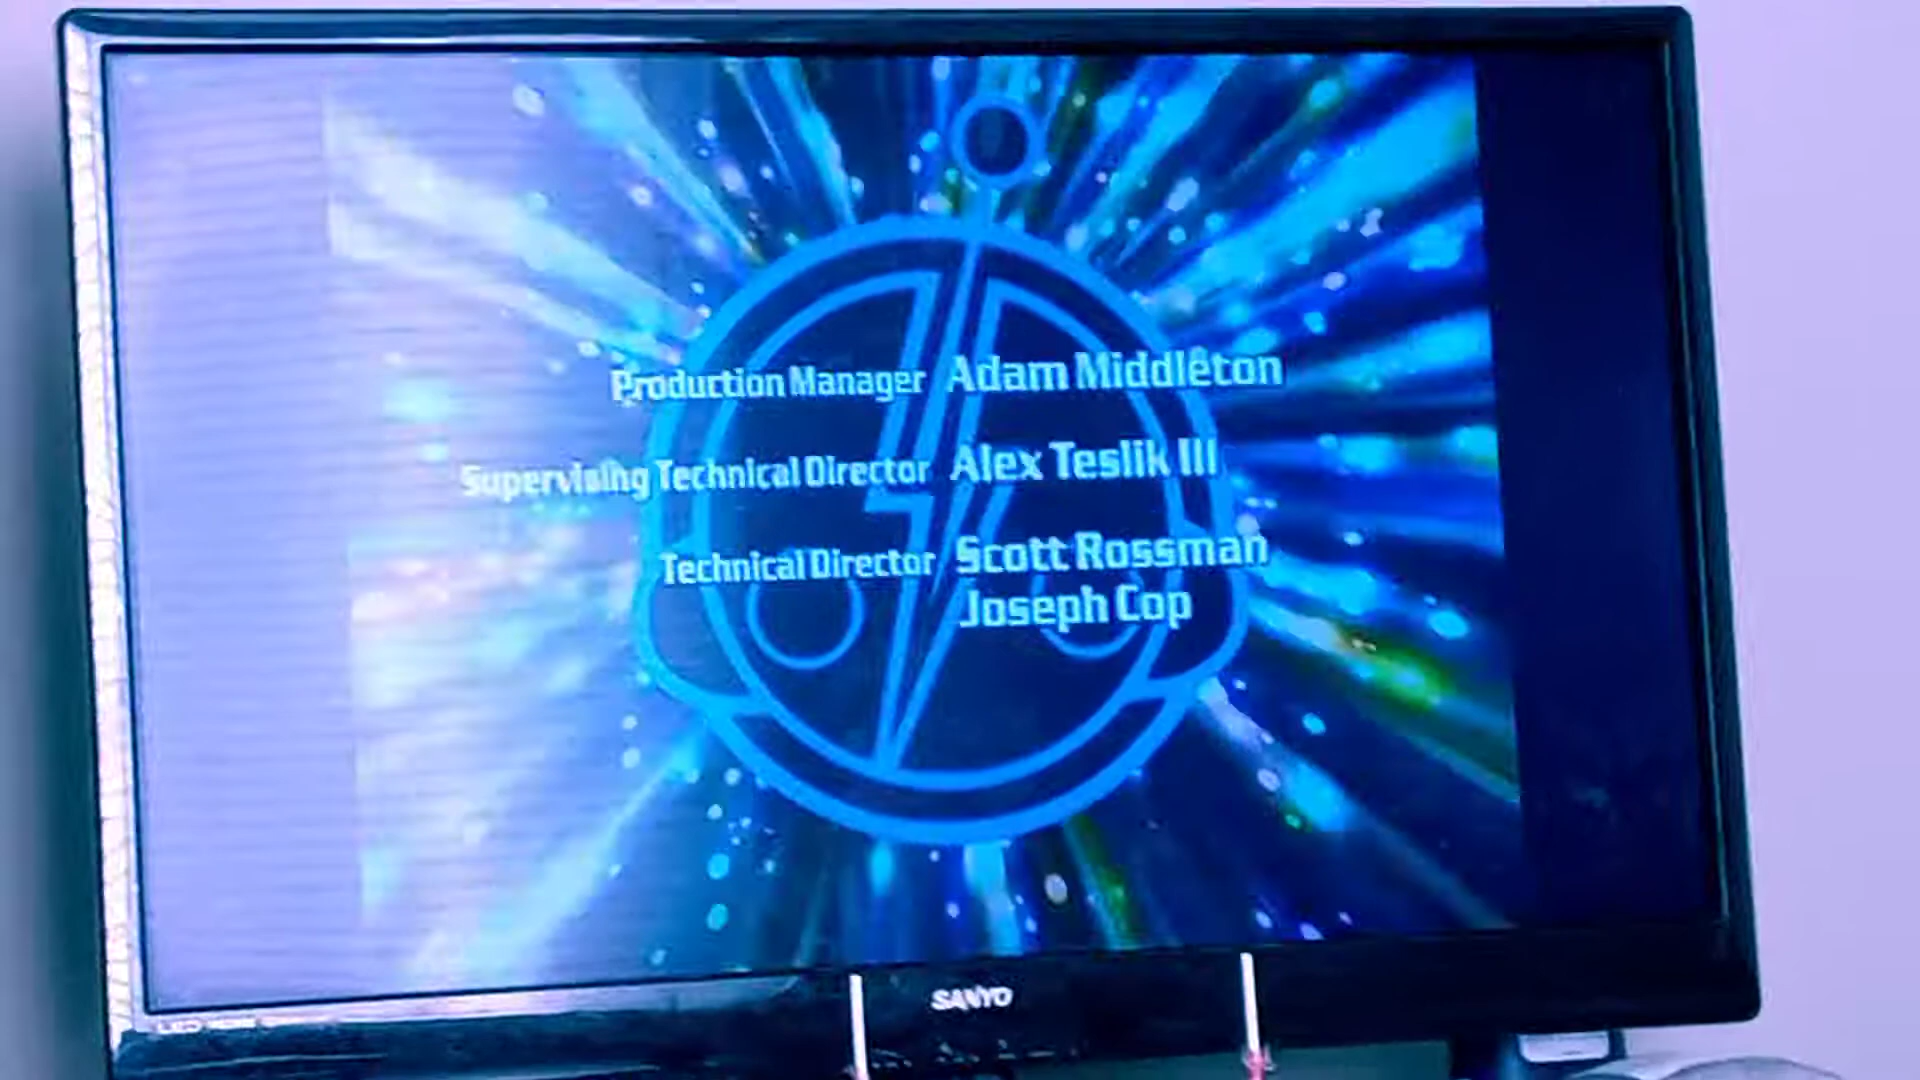 Production Manager Adam Middleton
Supervising Technical Director Alex Teslik III
Technical Director Scott Rossman
Joseph Cop
SANYO